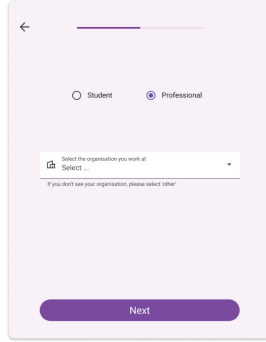 Student
Professional
Select the organisation you work at
Select ...
If you don't see your organisation, please select 'other'
Next